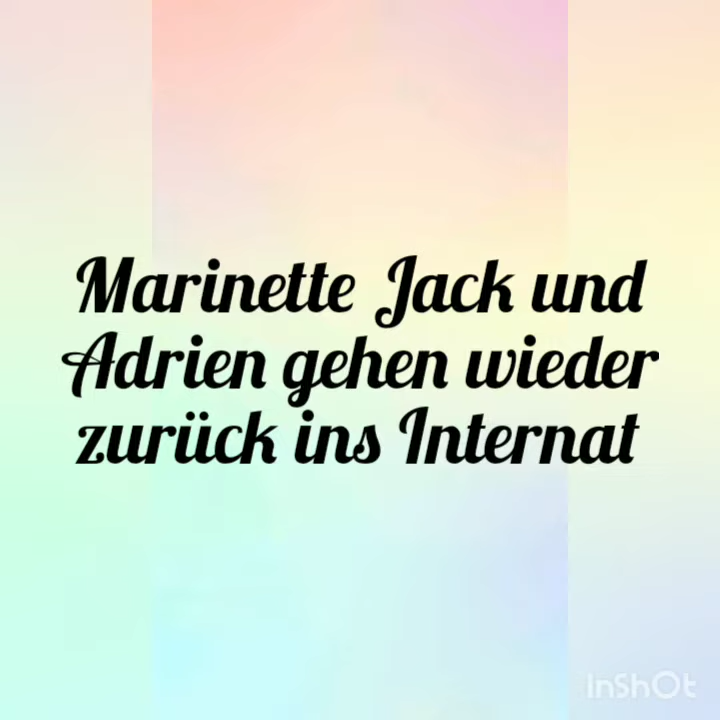 Marinette Jack und
Adrien gehen wieder
zurück ins Internat
InShOt